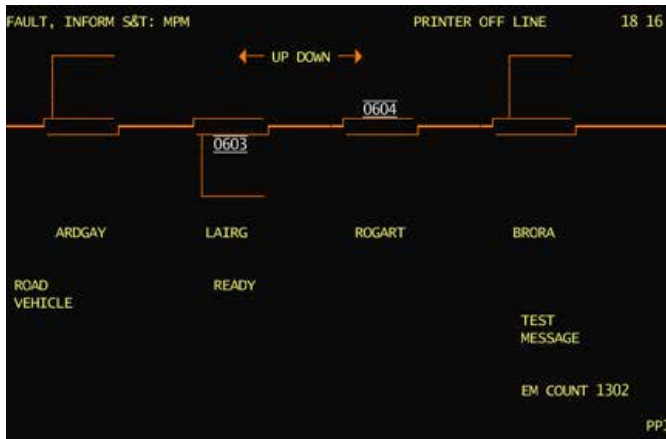 FAULT, INFORM S&T: MPM PRINTER OFF LINE 18 16
UP DOWN
0604
0603
ARDGAY LAIRG ROGART BRORA
ROAD READY
VEHICLE
TEST
MESSAGE
EM COUNT 1302